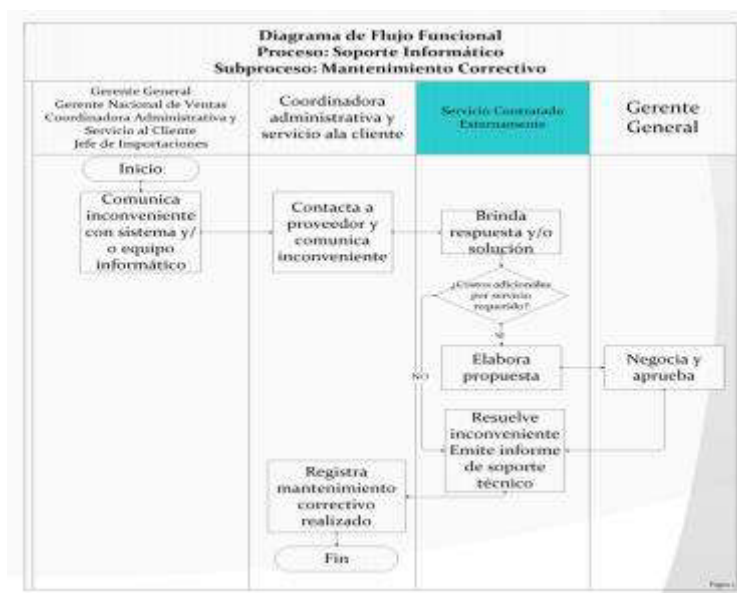 Diagrama de Flujo Funcional
Proceso: Soporte Informático
Subproceso: Mantenimiento Correctivo
Gerente General
Gerente Nacional de Ventas
Coordinadora Administrativa y
Servicio al Cliente
Jefe de Importaciones
Coordinadora
administrativa y
servicio ala cliente
Servicio Contratado
Externamente
Gerente
General
Inicio
Comunica
inconveniente
con sistema y/
o equipo
informático
Contacta a
proveedor y
comunica
inconveniente
Brinda
respuesta y/o
solución
¿Costos adicionales
por servicio
requerido?
SI
NO
Elabora
propuesta
Negocia y
aprueba
Resuelve
inconveniente
Emite informe
de soporte
técnico
Registra
mantenimiento
correctivo
realizado
Fin